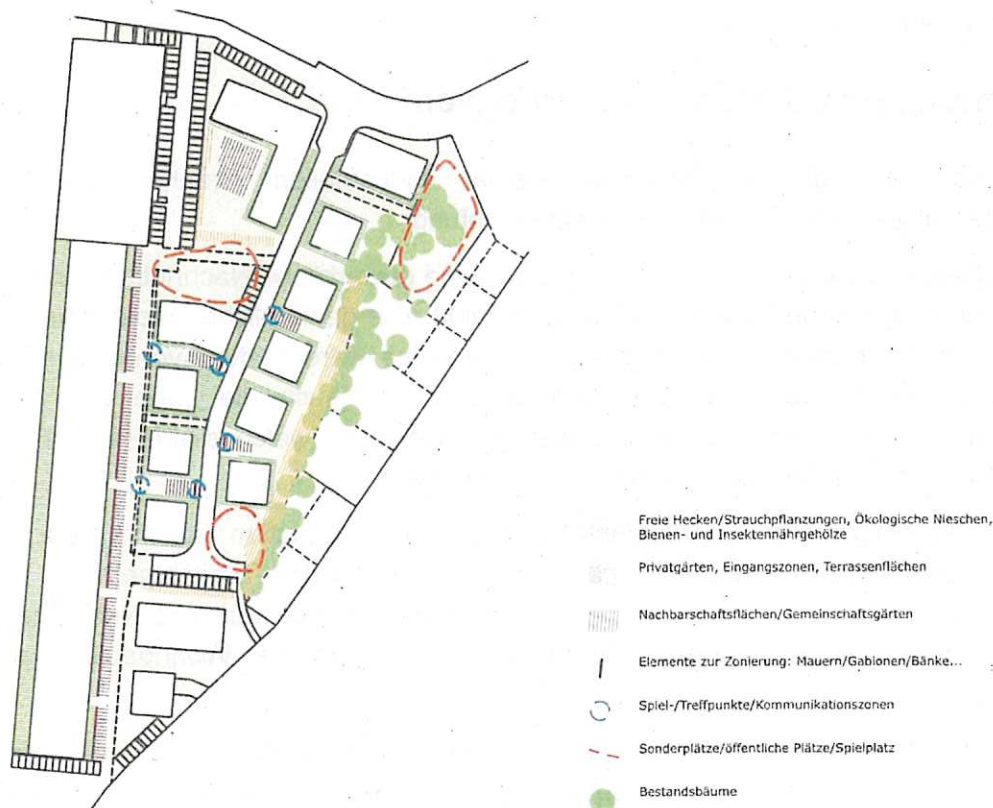 Freie Hecken/Strauchpflanzungen, Ökologische Nieschen,
Bienen- und Insektennährgehölze
Privatgärten, Eingangszonen, Terrassenflächen
Nachbarschaftsflächen/Gemeinschaftsgärten
Elemente zur Zonierung: Mauern/Gabionen/Bänke...
Spiel-/Treffpunkte/Kommunikationszonen
Sonderplätze/öffentliche Plätze/Spielplatz
Bestandsbäume